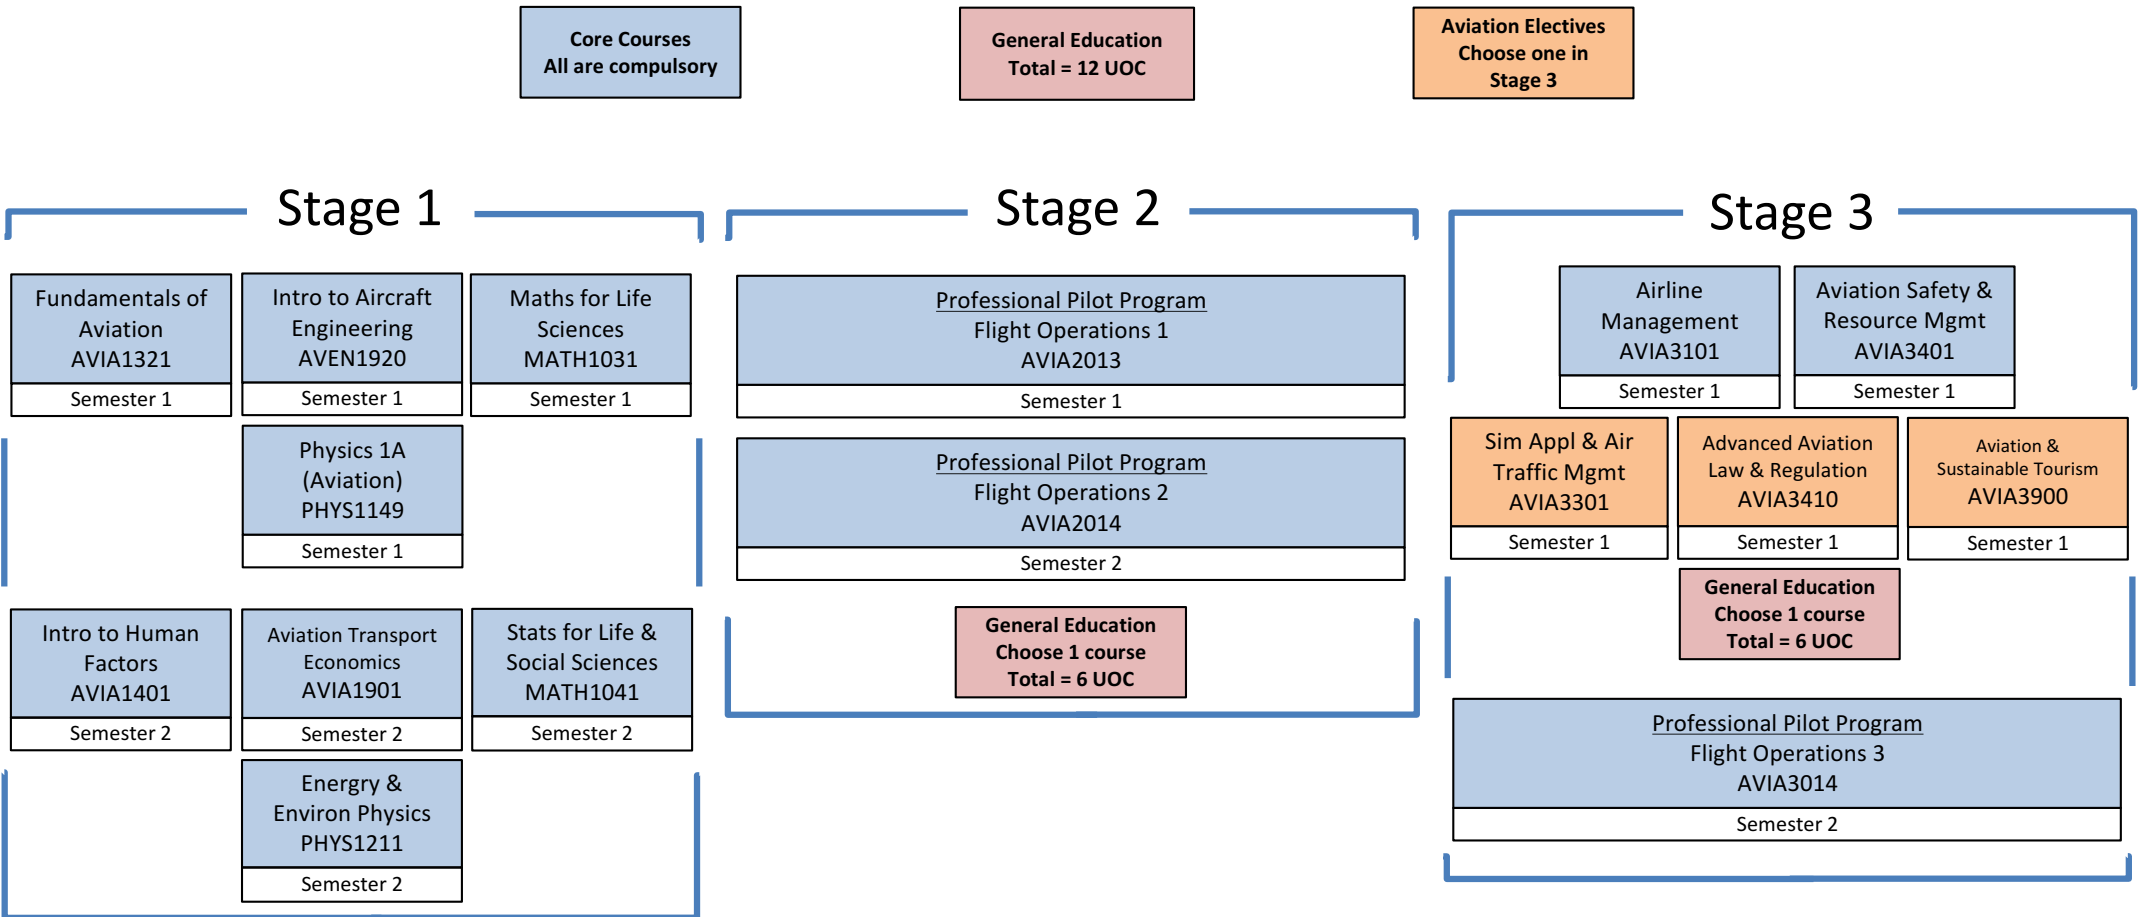 Core Courses
All are compulsory
General Education
Total = 12 UOC
Aviation Electives
Choose one in
Stage 3
Stage 1
Fundamentals of
Aviation
AVIA1321
Semester 1
Intro to Aircraft
Engineering
AVEN1920
Semester 1
Maths for Life
Sciences
MATH1031
Semester 1
Physics 1A
(Aviation)
PHYS1149
Semester 1
Intro to Human
Factors
AVIA1401
Semester 2
Aviation Transport
Economics
AVIA1901
Semester 2
Stats for Life &
Social Sciences
MATH1041
Semester 2
Energry &
Environ Physics
PHYS1211
Semester 2
Stage 2
Professional Pilot Program
Flight Operations 1
AVIA2013
Semester 1
Professional Pilot Program
Flight Operations 2
AVIA2014
Semester 2
General Education
Choose 1 course
Total = 6 UOC
Stage 3
Airline
Management
AVIA3101
Semester 1
Aviation Safety &
Resource Mgmt
AVIA3401
Semester 1
Sim Appl & Air
Traffic Mgmt
AVIA3301
Semester 1
Advanced Aviation
Law & Regulation
AVIA3410
Semester 1
Aviation &
Sustainable Tourism
AVIA3900
Semester 1
General Education
Choose 1 course
Total = 6 UOC
Professional Pilot Program
Flight Operations 3
AVIA3014
Semester 2